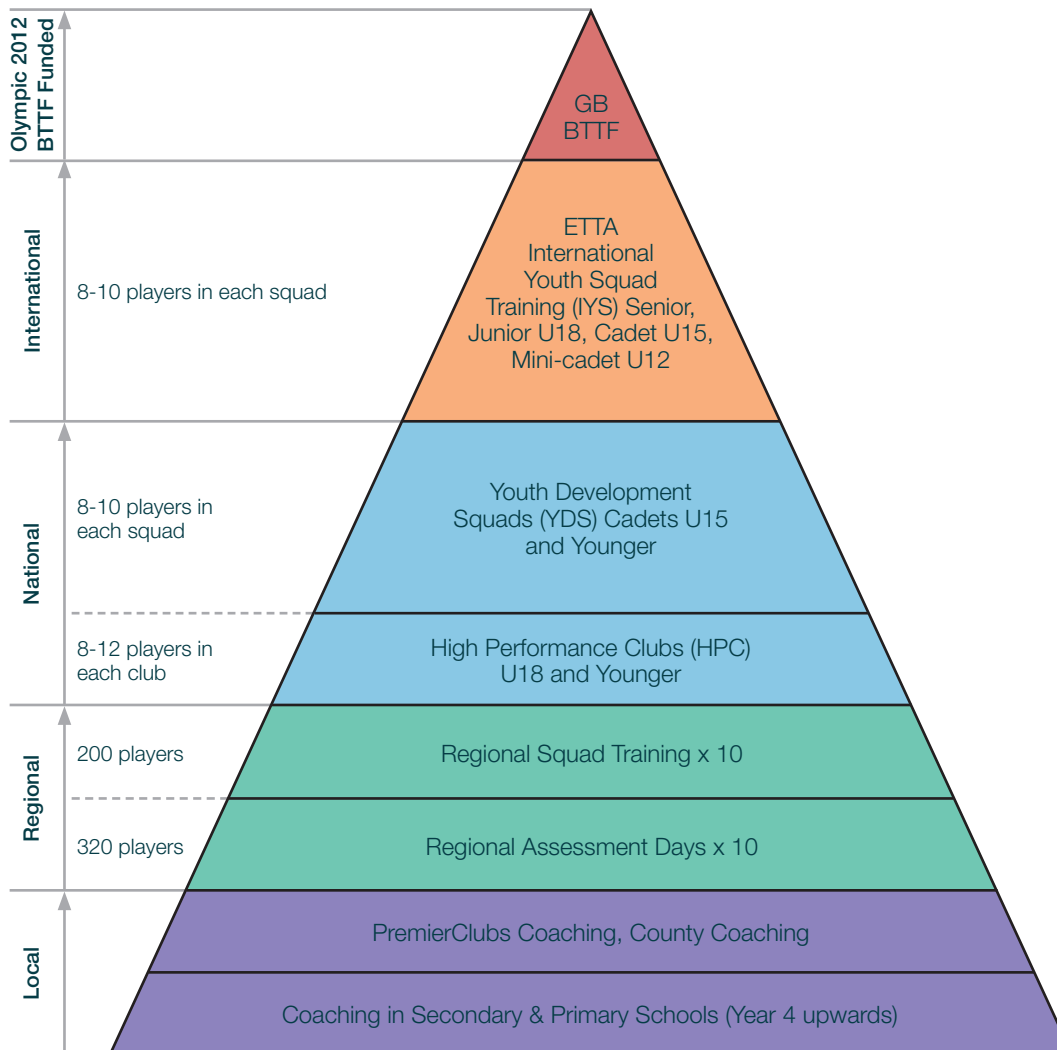 Olympic 2012
BTTF Funded
GB
BTTF
International
8-10 players in each squad
ETTA
International
Youth Squad
Training (IYS) Senior,
Junior U18, Cadet U15,
Mini-cadet U12
National
8-10 players in
each squad
Youth Development
Squads (YDS) Cadets U15
and Younger
8-12 players in
each club
High Performance Clubs (HPC)
U18 and Younger
Regional
200 players
Regional Squad Training x 10
320 players
Regional Assessment Days x 10
Local
PremierClubs Coaching, County Coaching
Coaching in Secondary & Primary Schools (Year 4 upwards)